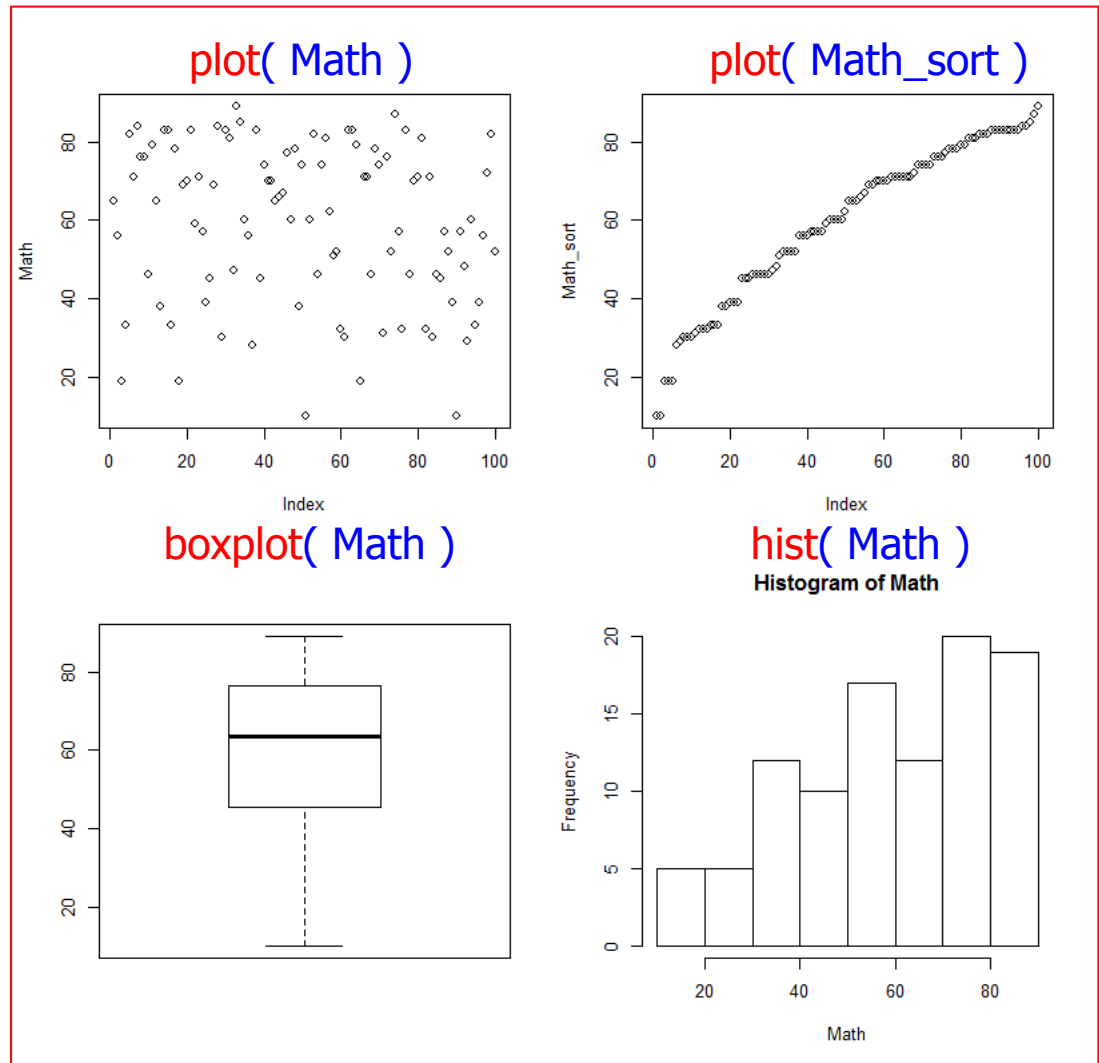 plot( Math )
80
60
40
20
Math
0 20 40 60 80 100
Index
plot( Math_sort )
80
60
40
20
Math_sort
0 20 40 60 80 100
Index
boxplot( Math )
80
60
40
20
hist( Math )
Histogram of Math
20
15
10
5
0
Frequency
20 40 60 80
Math